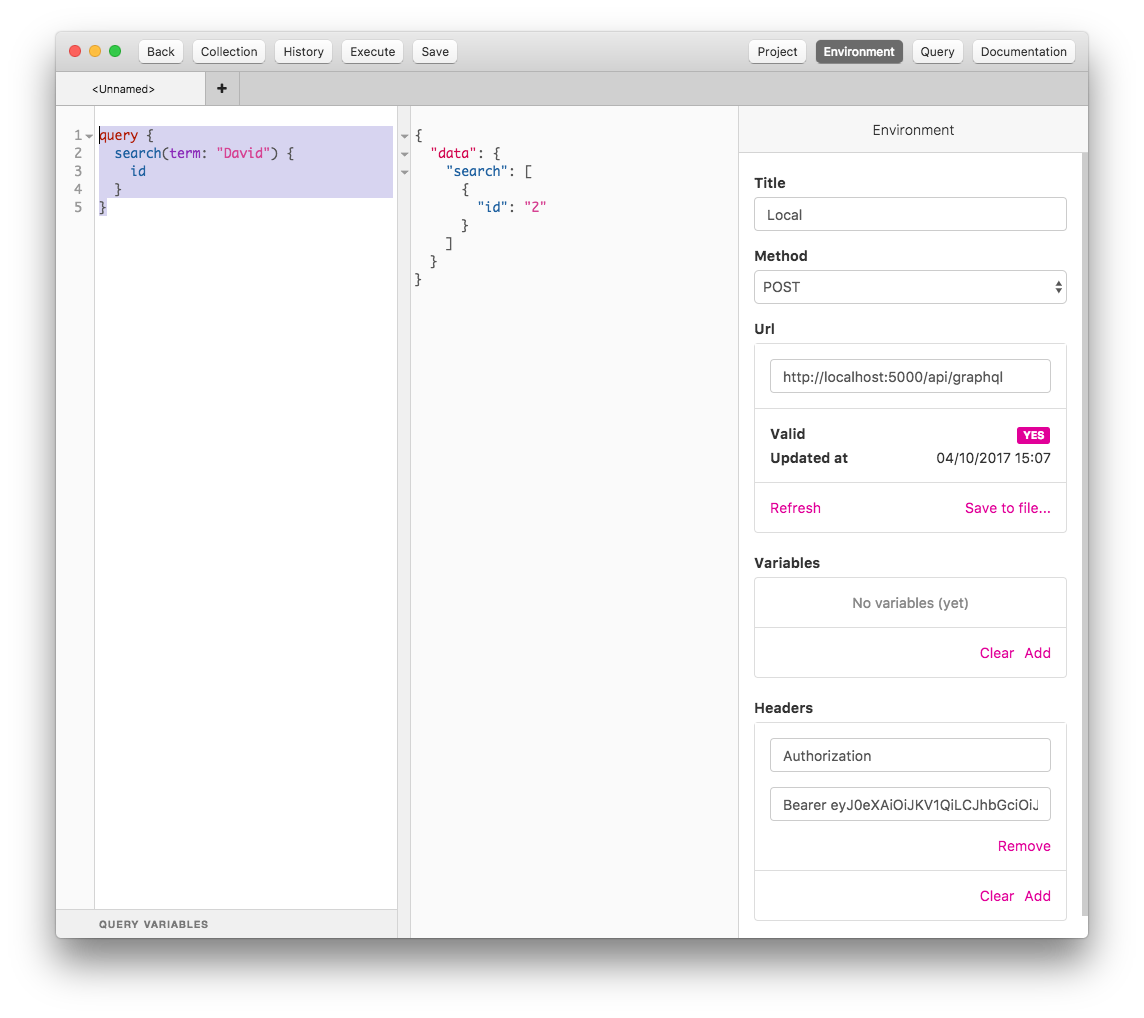 Back Collection History Execute Save Project Environment Query Documentation
<Unnamed> +
1 query {
2 search(term: "David") {
3 id
4 }
5 }
{
"data": {
"search": [
{
"id": "2"
}
]
}
}
QUERY VARIABLES
Environment
Title
Local
Method
POST
Url
http://localhost:5000/api/graphql
Valid YES
Updated at 04/10/2017 15:07
Refresh Save to file...
Variables
No variables (yet)
Clear Add
Headers
Authorization
Bearer eyJ0eXAiOiJKV1QiLCJhbGciOiJ
Remove
Clear Add